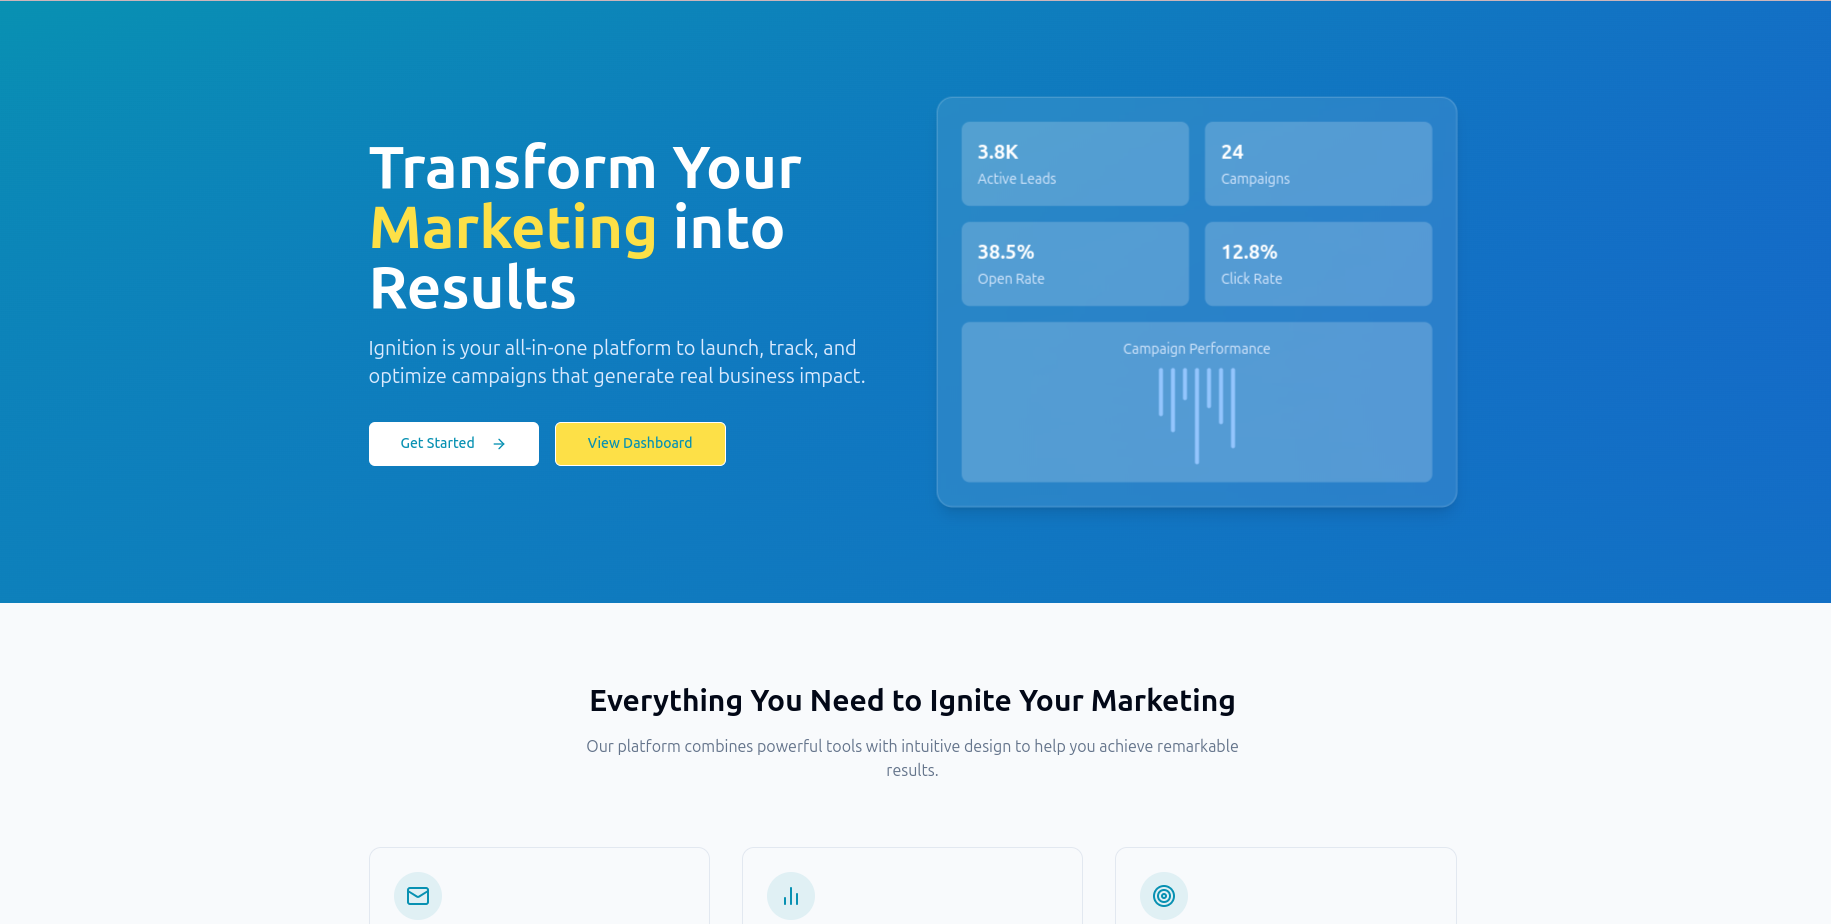 Transform Your
Marketing into
Results
Ignition is your all-in-one platform to launch, track, and
optimize campaigns that generate real business impact.
Get Started
View Dashboard
3.8K
Active Leads
24
Campaigns
38.5%
Open Rate
12.8%
Click Rate
Campaign Performance
Everything You Need to Ignite Your Marketing
Our platform combines powerful tools with intuitive design to help you achieve remarkable
results.